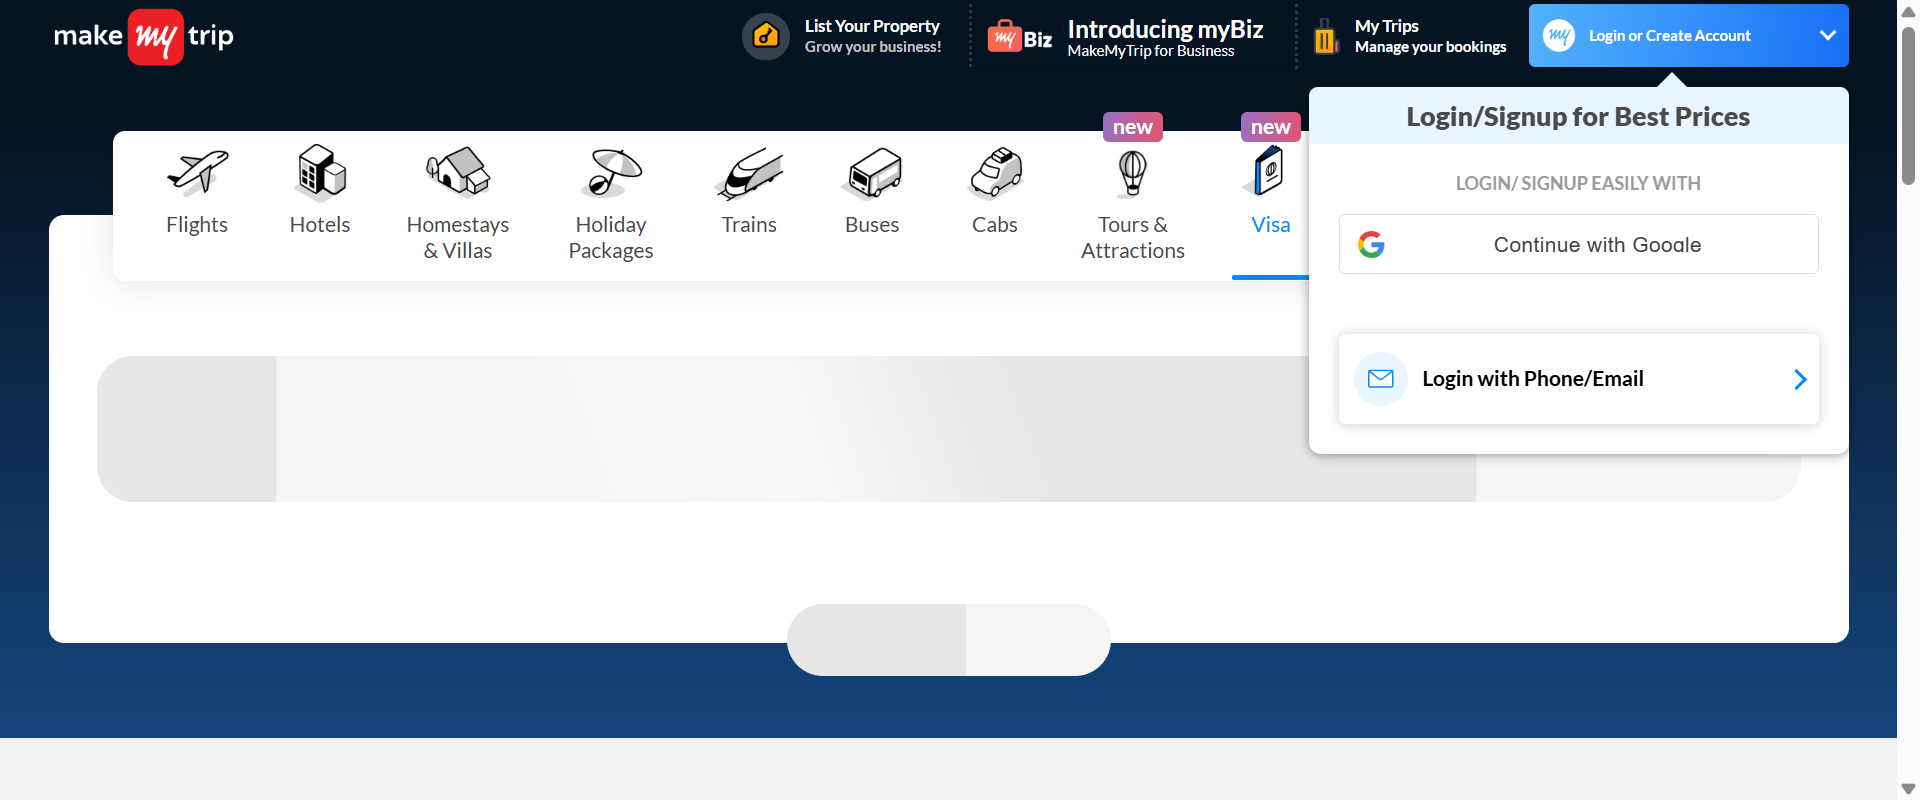 make my trip
List Your Property
Grow your business!
my Biz
Introducing myBiz
MakeMyTrip for Business
My Trips
Manage your bookings
my
Login or Create Account
Login/Signup for Best Prices
LOGIN/ SIGNUP EASILY WITH
Continue with Google
Login with Phone/Email
new
new
Flights
Hotels
Homestays
& Villas
Holiday
Packages
Trains
Buses
Cabs
Tours &
Attractions
Visa